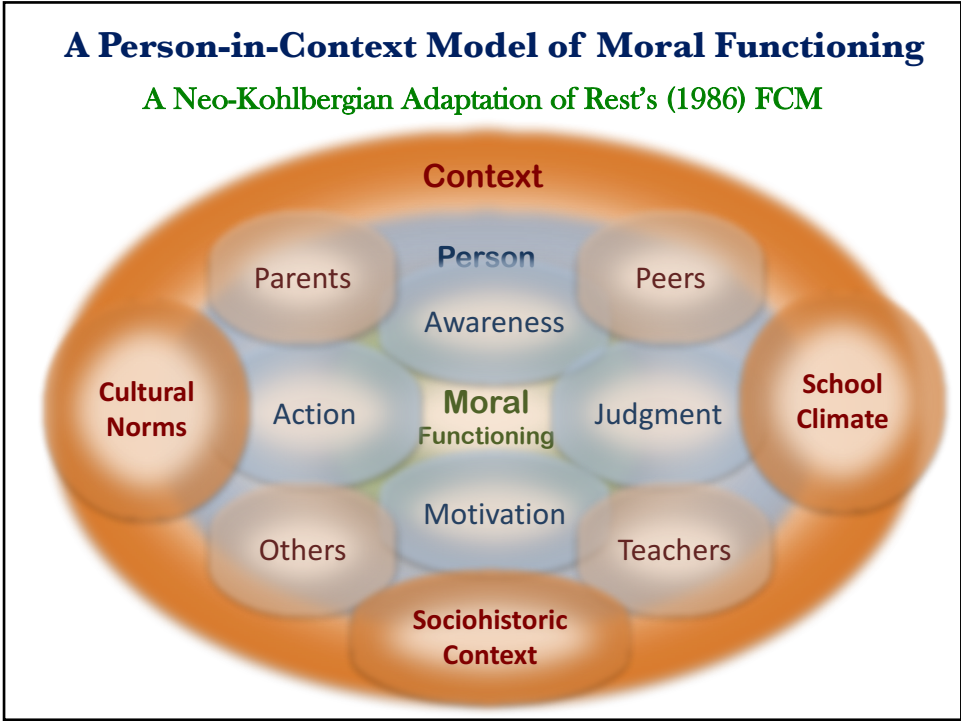 A Person-in-Context Model of Moral Functioning
A Neo-Kohlbergian Adaptation of Rest's (1986) FCM
Context
Person
Parents
Peers
Awareness
Cultural
Norms
Action
Moral
Functioning
Judgment
School
Climate
Motivation
Others
Teachers
Sociohistoric
Context